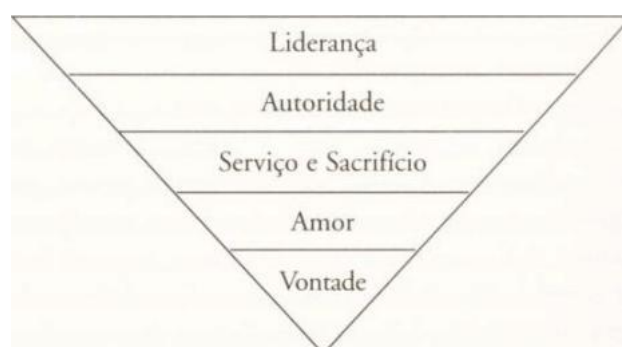 Liderança
Autoridade
Serviço e Sacrifício
Amor
Vontade